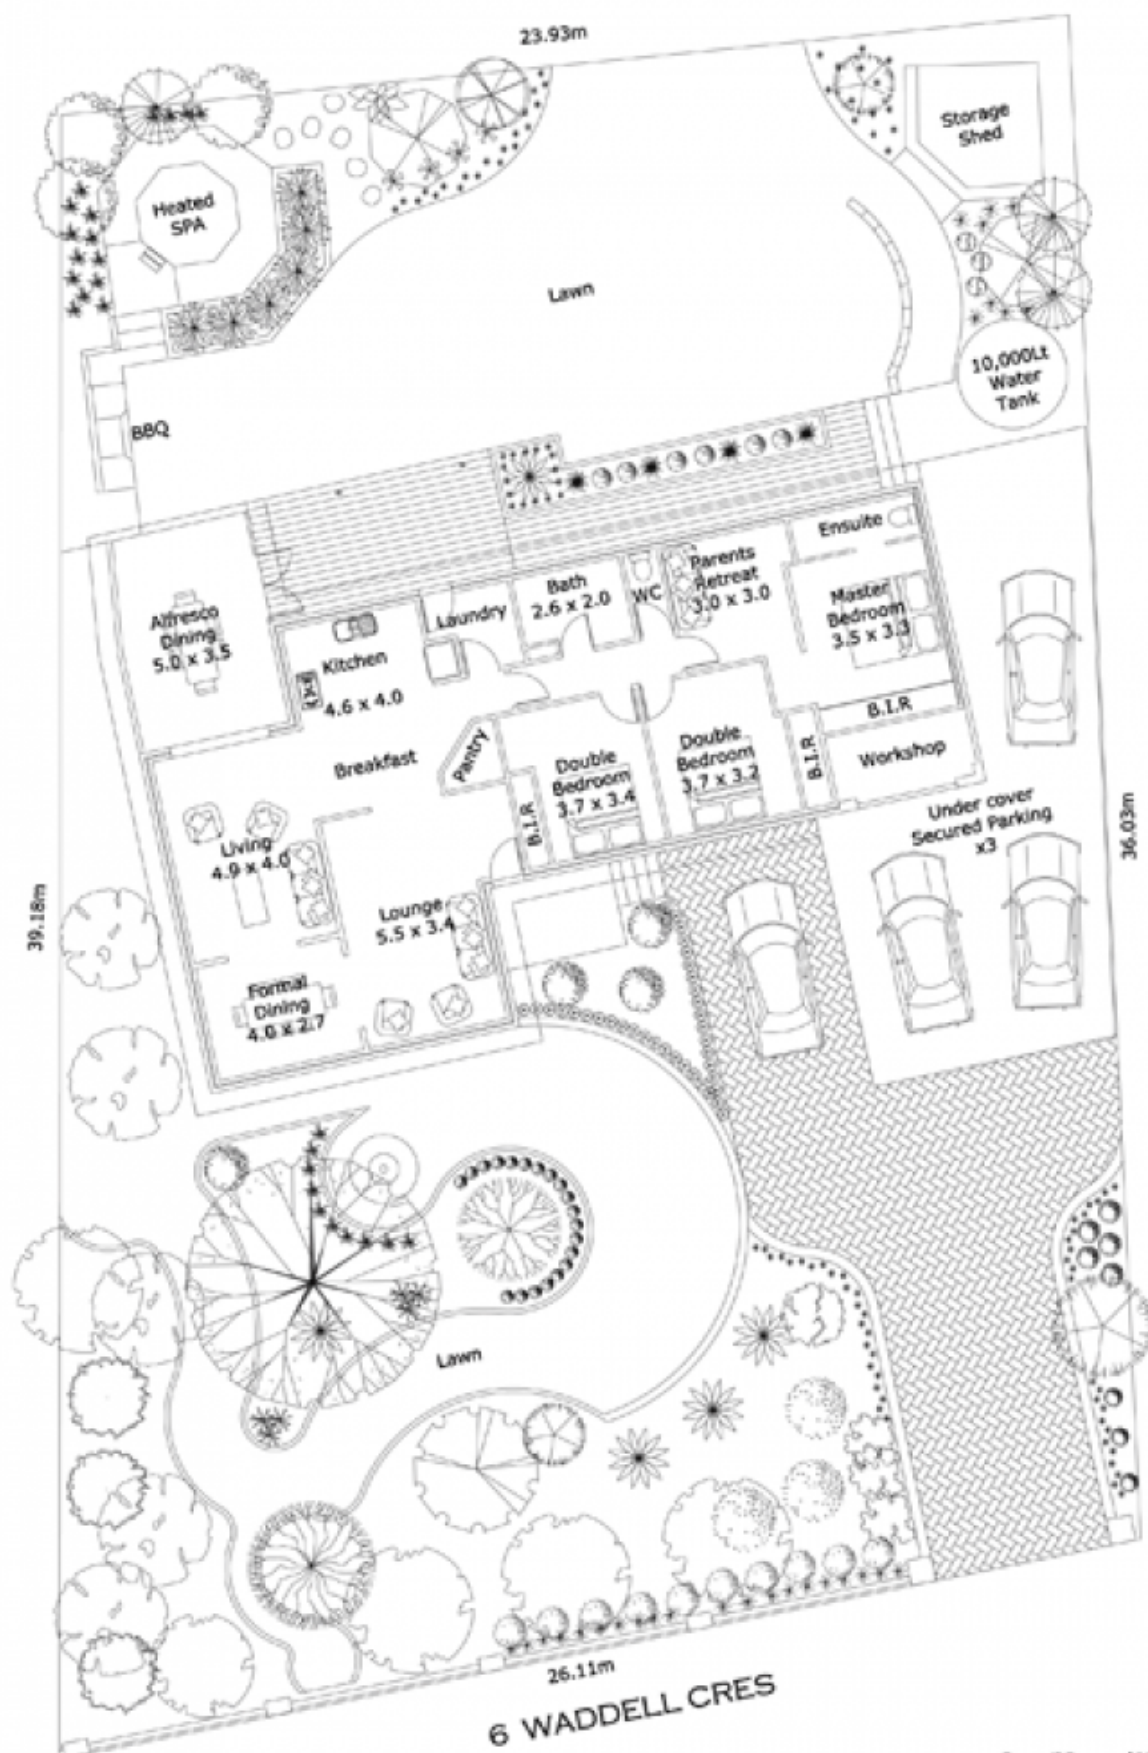 23.93m
Storage
Shed
Heated
SPA
Lawn
10,000Lt
Water
Tank
BBQ
Ensuite
Parents
Retreat
3.0 x 3.0
Bath
2.6 x 2.0
WC
Laundry
Master
Bedroom
3.5 x 3.3
Alfresco
Dining
5.0 x 3.5
Kitchen
4.6 x 4.0
B.I.R
Breakfast
Pantry
Double
Bedroom
3.7 x 3.4
Double
Bedroom
3.7 x 3.2
B.I.R
Workshop
B.I.R
Under cover
Secured Parking
x3
36.03m
Living
4.9 x 4.0
39.18m
Lounge
5.5 x 3.4
Formal
Dining
4.0 x 2.7
Lawn
26.11m
6 WADDELL CRES